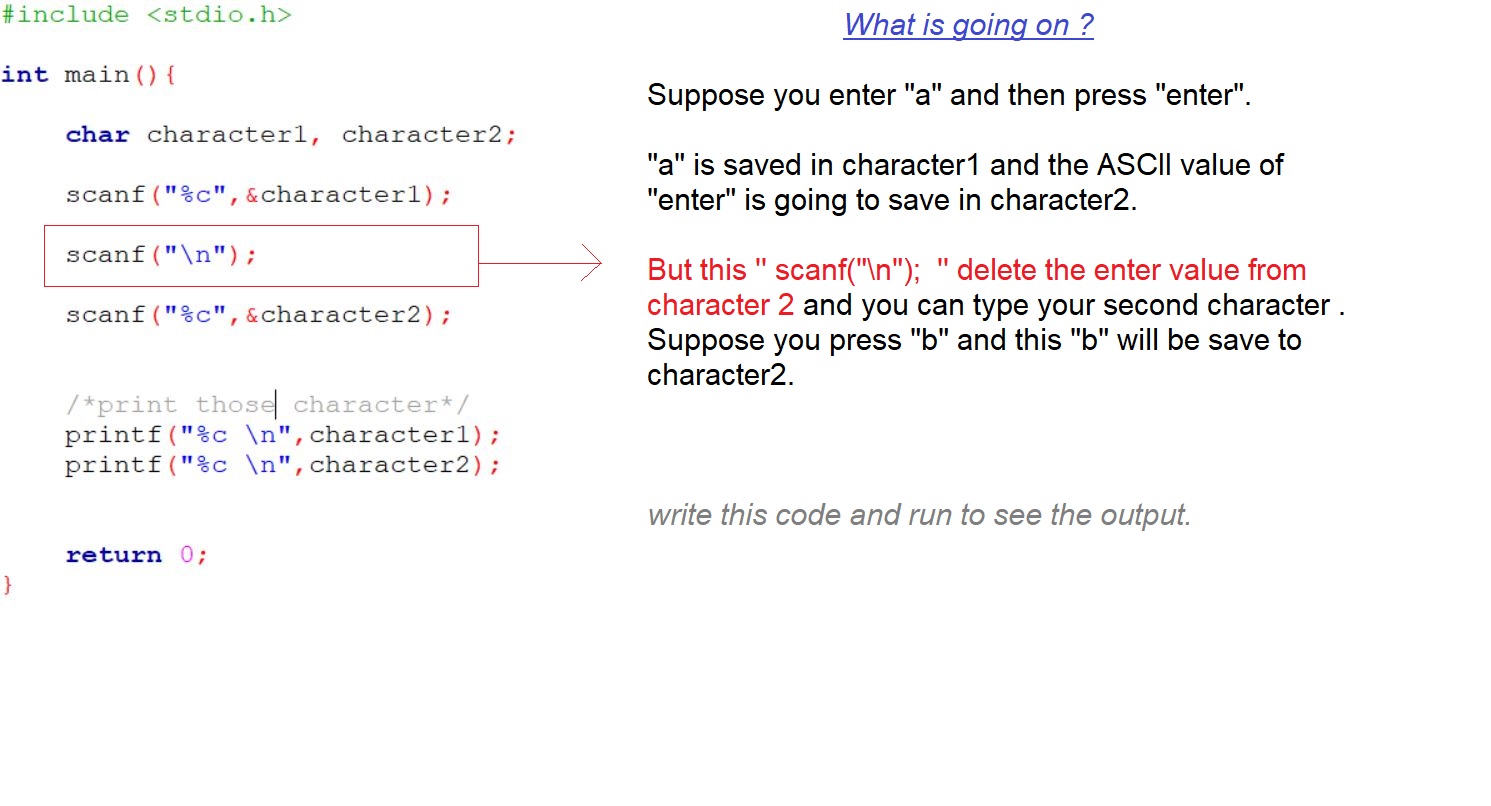 #include <stdio.h>
int main(){
char character1, character2;
scanf("%c",&character1);
scanf("\n");
scanf("%c",&character2);
/*print those character*/
printf("%c \n",character1);
printf("%c \n",character2);
return 0;
}
What is going on ?
Suppose you enter "a" and then press "enter".
"a" is saved in character1 and the ASCII value of
"enter" is going to save in character2.
But this " scanf("\n"); " delete the enter value from
character 2 and you can type your second character .
Suppose you press "b" and this "b" will be save to
character2.
write this code and run to see the output.